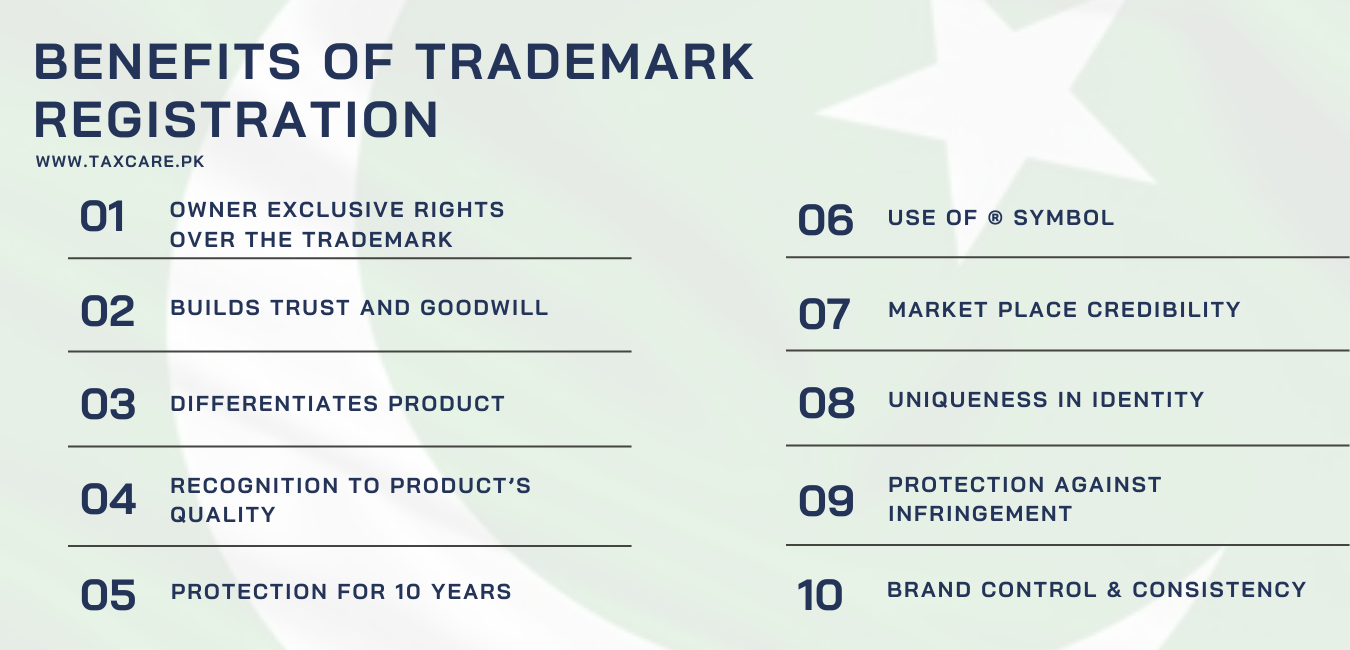 BENEFITS OF TRADEMARK
REGISTRATION
WWW.TAXCARE.PK
01
OWNER EXCLUSIVE RIGHTS
OVER THE TRADEMARK
02
BUILDS TRUST AND GOODWILL
03
DIFFERENTIATES PRODUCT
04
RECOGNITION TO PRODUCT’S
QUALITY
05
PROTECTION FOR 10 YEARS
06
USE OF ® SYMBOL
07
MARKET PLACE CREDIBILITY
08
UNIQUENESS IN IDENTITY
09
PROTECTION AGAINST
INFRINGEMENT
10
BRAND CONTROL & CONSISTENCY